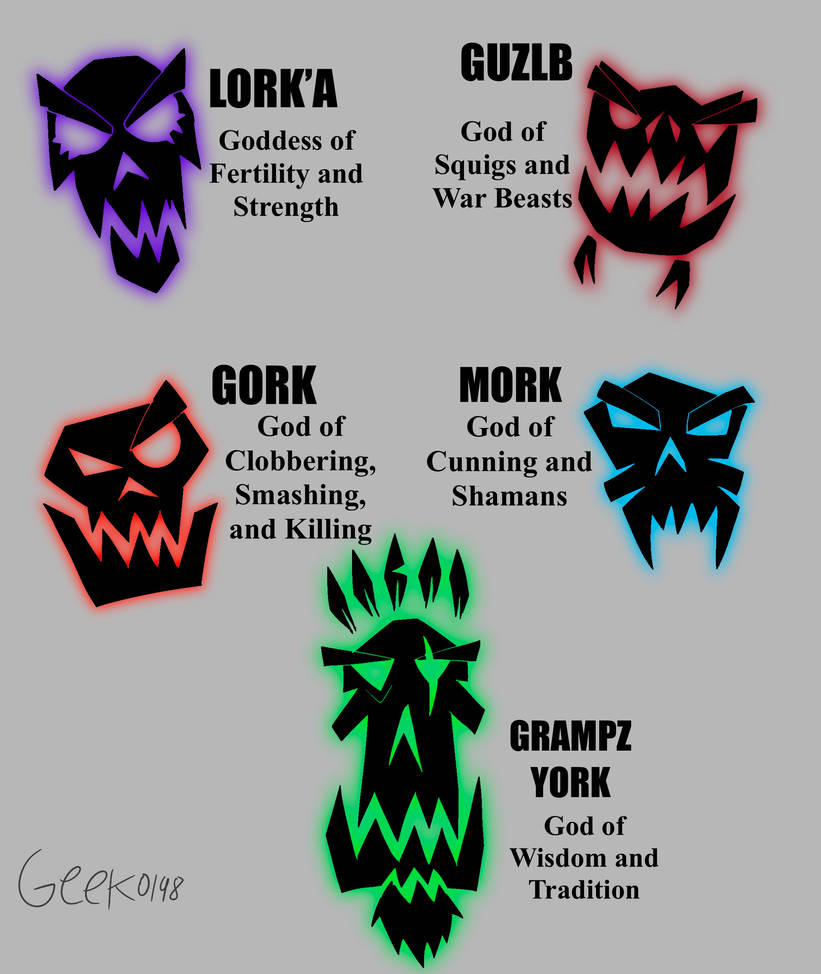 LORK'A
Goddess of
Fertility and
Strength
GUZLB
God of
Squigs and
War Beasts
GORK
God of
Clobbering,
Smashing,
and Killing
MORK
God of
Cunning and
Shamans
GRAMPZ
YORK
God of
Wisdom and
Tradition
Geek0198